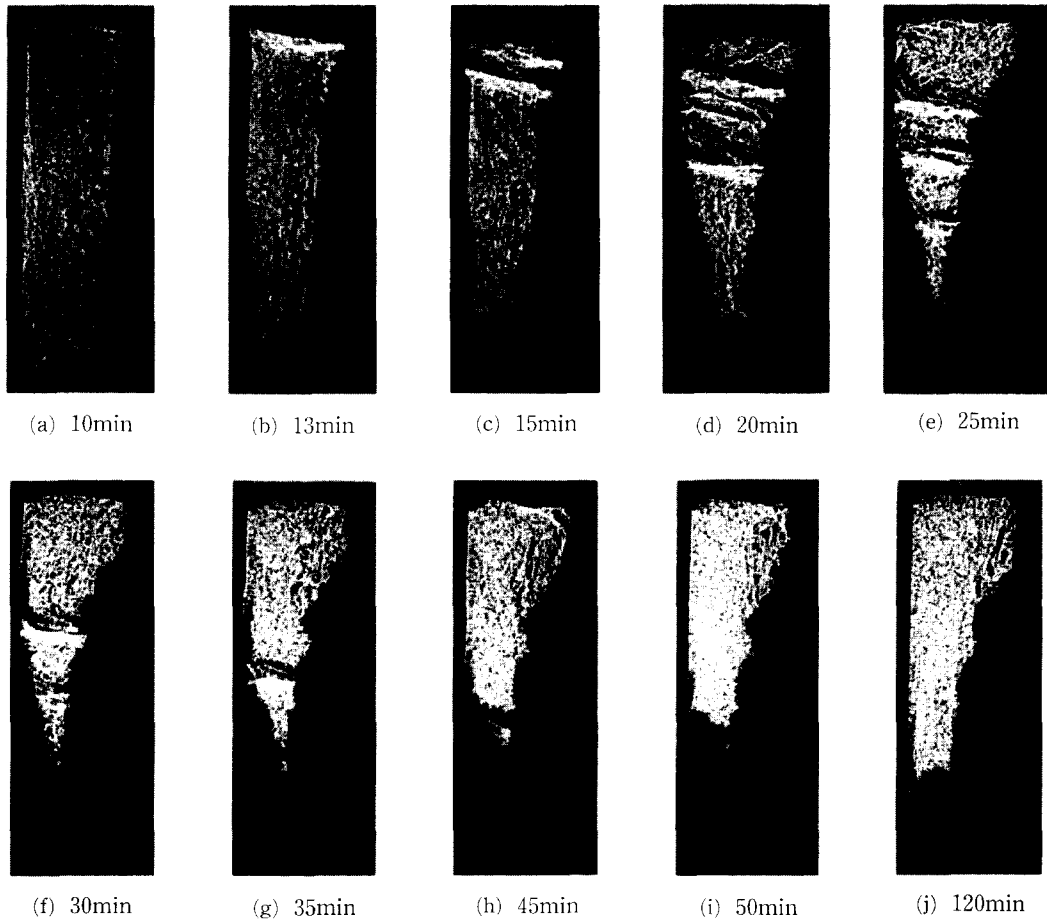 (a) 10min
(b) 13min
(c) 15min
(d) 20min
(e) 25min
(f) 30min
(g) 35min
(h) 45min
(i) 50min
(j) 120min